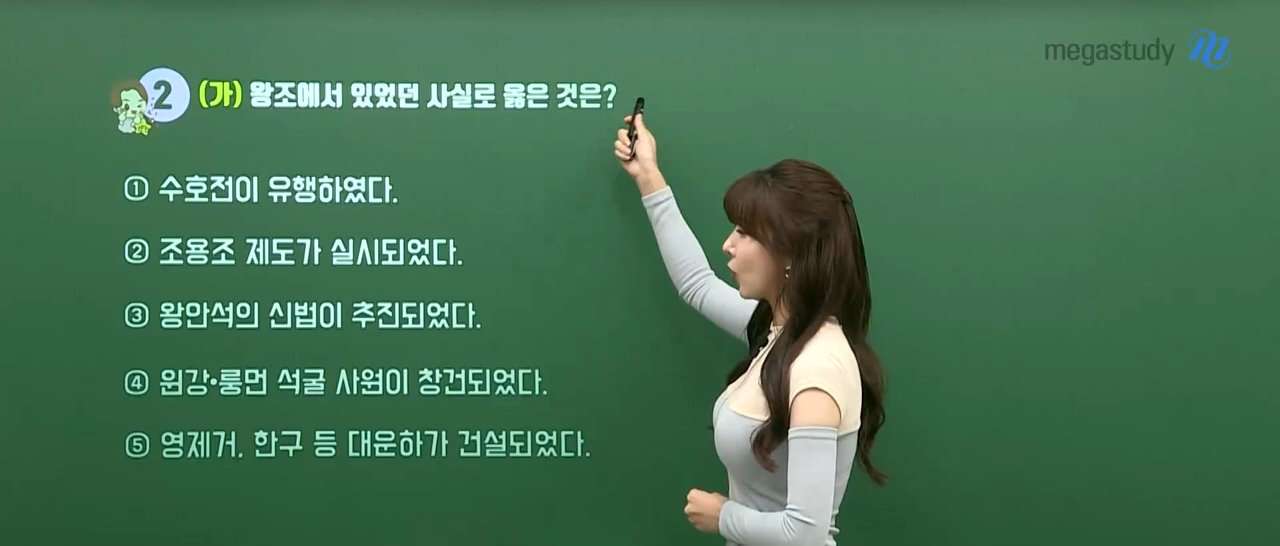 megastudy
2 (가) 왕조에서 있었던 사실로 옳은 것은?
① 수호전이 유행하였다.
② 조용조 제도가 실시되었다.
③ 왕안석의 신법이 추진되었다.
④ 윈강•룽먼 석굴 사원이 창건되었다.
⑤ 영제거, 한구 등 대운하가 건설되었다.